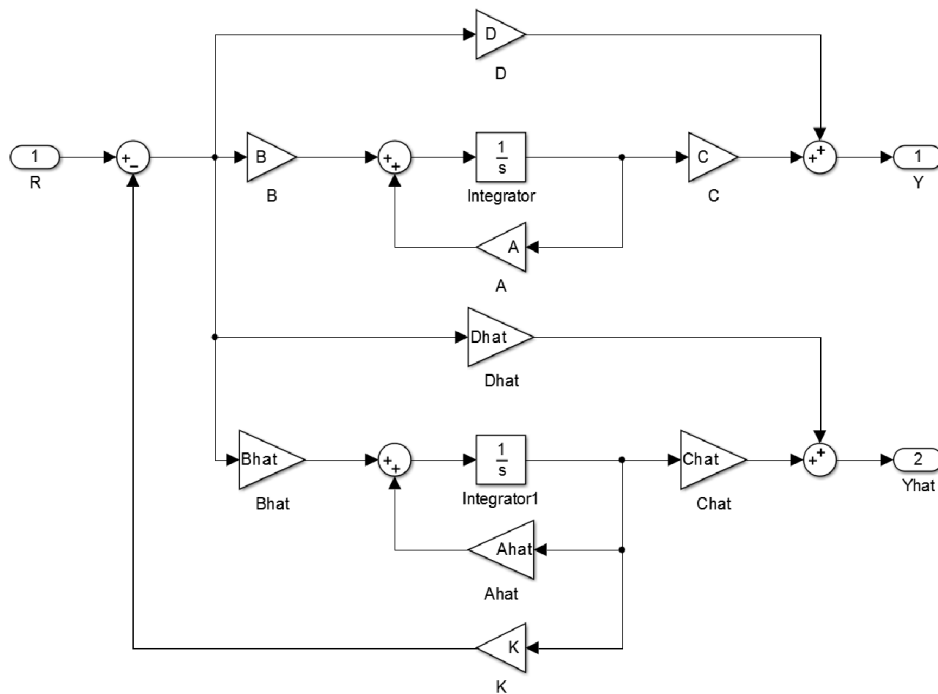 D
D
1
R
+
−
B
B
+
+
1
s
Integrator
C
C
+
+
1
Y
A
A
Dhat
Dhat
Bhat
Bhat
+
+
1
s
Integrator1
Chat
Chat
+
+
2
Yhat
Ahat
Ahat
K
K